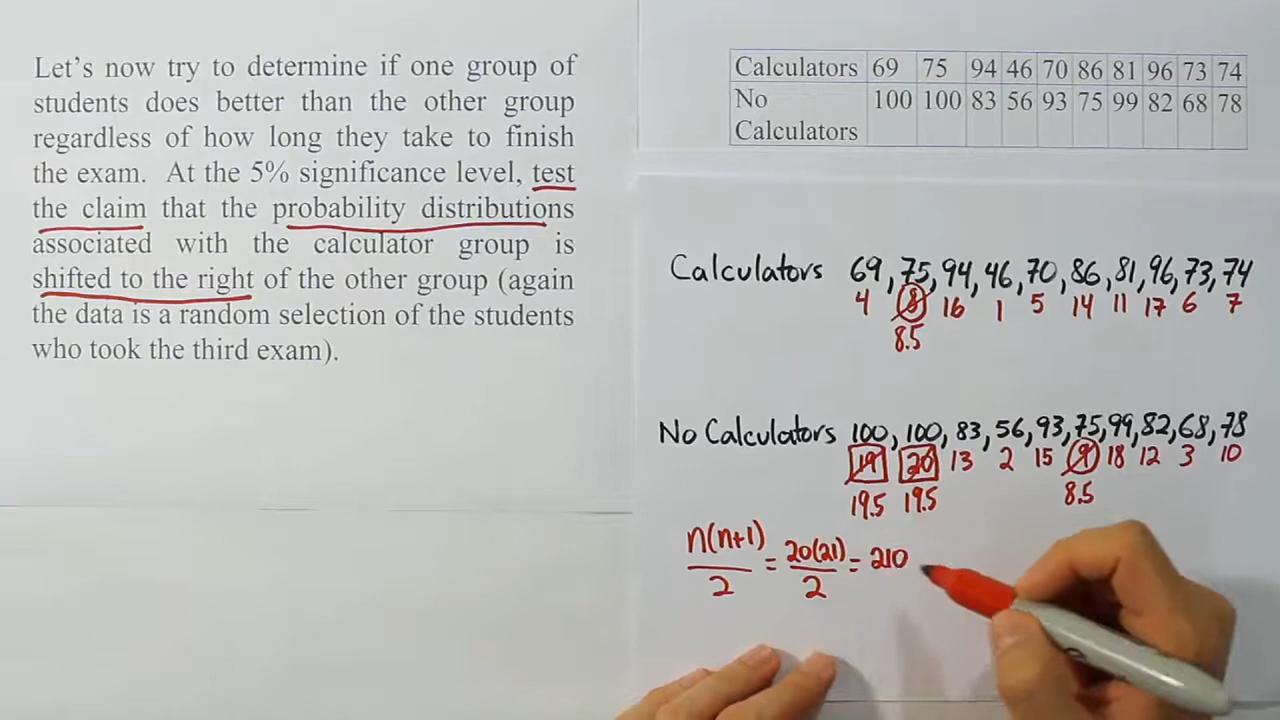 Let's now try to determine if one group of
students does better than the other group
regardless of how long they take to finish
the exam. At the 5% significance level, test
the claim that the probability distributions
associated with the calculator group is
shifted to the right of the other group (again
the data is a random selection of the students
who took the third exam).
Calculators 69 75 94 46 70 86 81 96 73 74
No 100 100 83 56 93 75 99 82 68 78
Calculators
Calculators 69, 75, 94, 46, 70, 86, 81, 96, 73, 74
4 8 16 1 5 14 11 17 6 7
8.5
No Calculators 100, 100, 83, 56, 93, 75, 99, 82, 68, 78
19 20 13 2 15 9 18 12 3 10
19.5 19.5 8.5
n(n+1)/2 = 20(21)/2 = 210